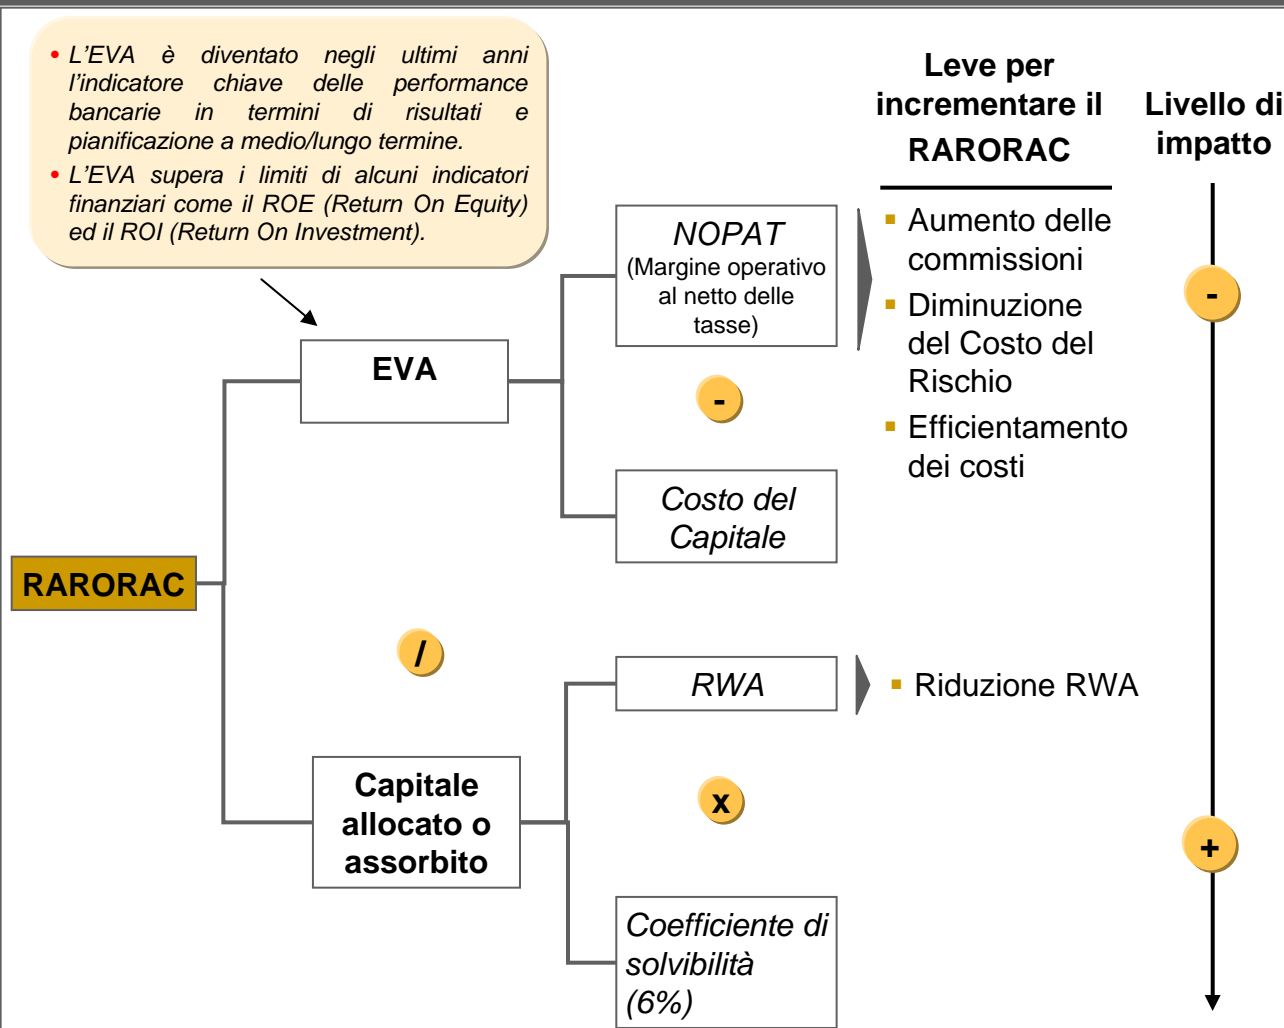 • L’EVA è diventato negli ultimi anni
l’indicatore chiave delle performance
bancarie in termini di risultati e
pianificazione a medio/lungo termine.
• L’EVA supera i limiti di alcuni indicatori
finanziari come il ROE (Return On Equity)
ed il ROI (Return On Investment).
Leve per
incrementare il
RARORAC
Livello di
impatto
NOPAT
(Margine operativo
al netto delle
tasse)
▪ Aumento delle
commissioni
▪ Diminuzione
del Costo del
Rischio
▪ Efficientamento
dei costi
-
EVA
-
Costo del
Capitale
RARORAC
/
RWA
▪ Riduzione RWA
Capitale
allocato o
assorbito
x
+
Coefficiente di
solvibilità
(6%)